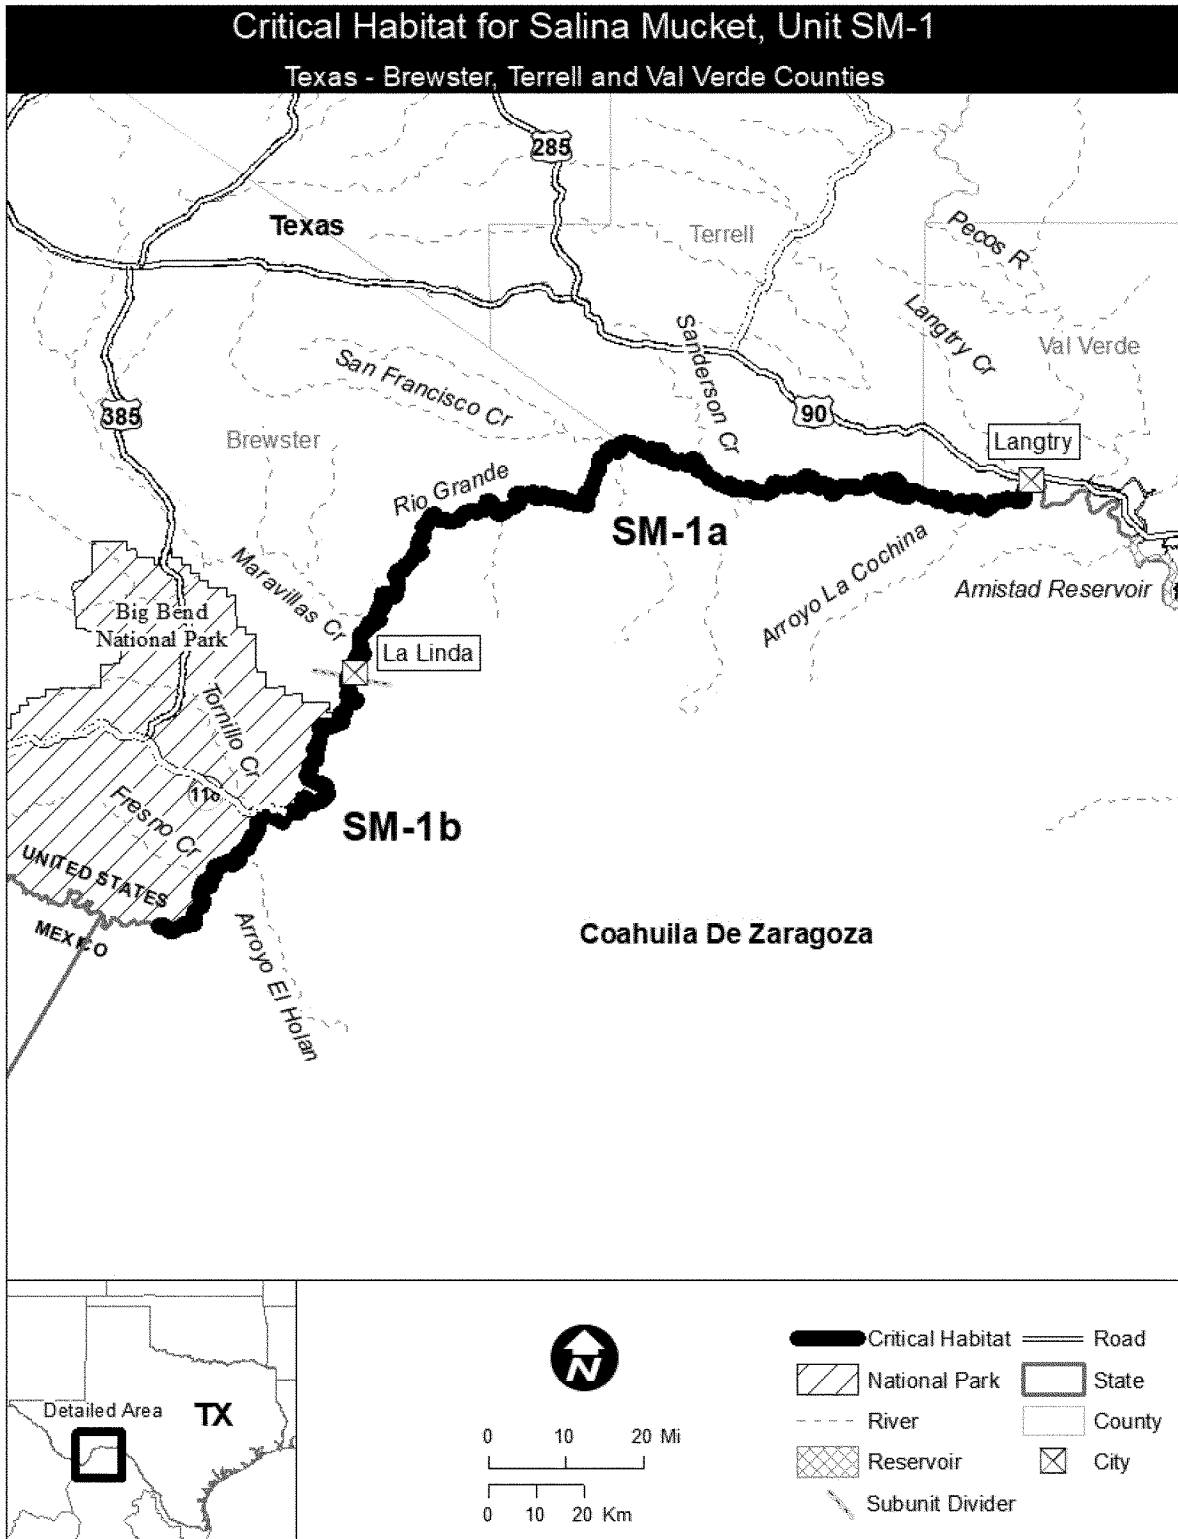 Critical Habitat for Salina Mucket, Unit SM-1
Texas - Brewster, Terrell and Val Verde Counties
285
Texas
Terrell
Pecos R
Langtry Cr
Val Verde
Sanderson Cr
San Francisco Cr
385
90
Brewster
Langtry
Rio Grande
SM-1a
Maravillas Cr
Arroyo La Cochina
Amistad Reservoir
Big Bend
National Park
La Linda
Tornillo Cr
118
Fresno Cr
SM-1b
UNITED STATES
MEXICO
Arroyo El Holan
Coahuila De Zaragoza
Detailed Area
TX
N
0 10 20 Mi
0 10 20 Km
Critical Habitat
National Park
River
Reservoir
Subunit Divider
Road
State
County
City